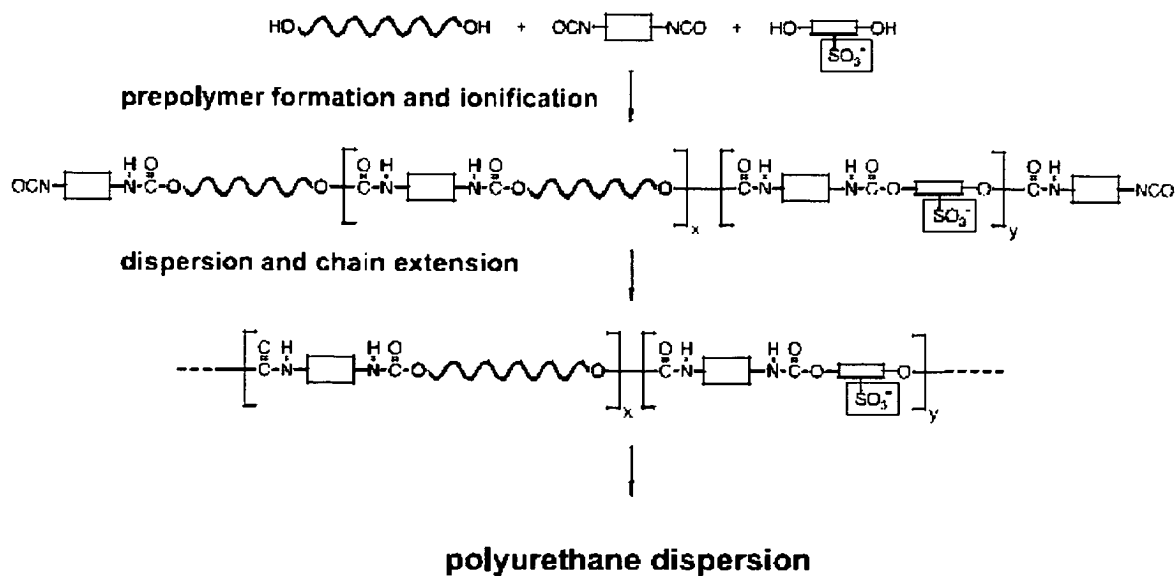 HO OH + OCN NCO + HO OH
SO₃⁻
prepolymer formation and ionification
O H H O O H H O O H H O O H
OCN N-C-O O C-N N-C-O O C-N N-C-O O C-N NCO
SO₃⁻
x y
dispersion and chain extension
C H H O O H H O
C-N N-C-O O C-N N-C-O O
SO₃⁻
x y
polyurethane dispersion